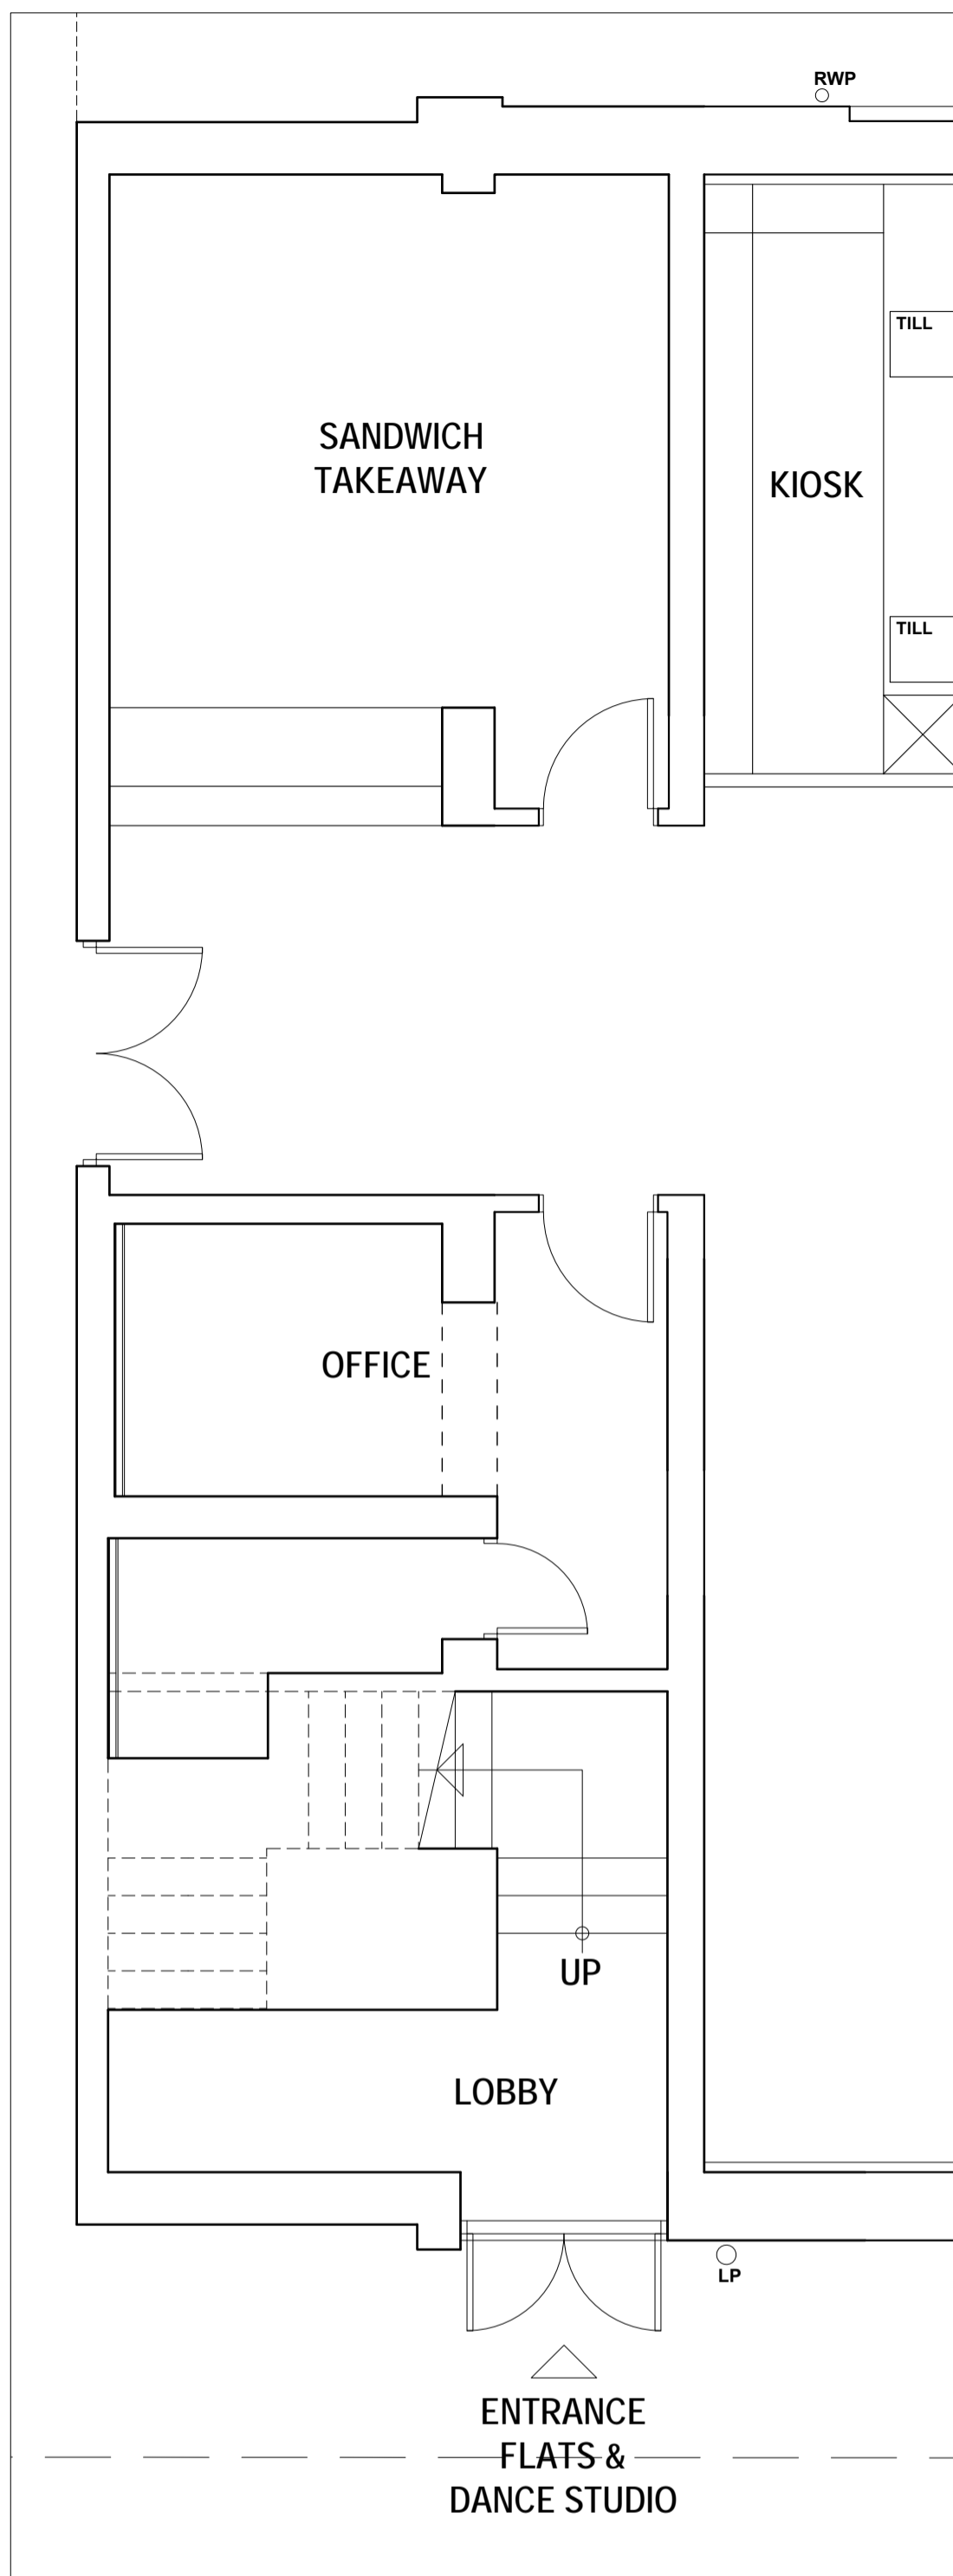 RWP
TILL
SANDWICH
TAKEAWAY
KIOSK
TILL
OFFICE
UP
LOBBY
LP
ENTRANCE
FLATS &
DANCE STUDIO